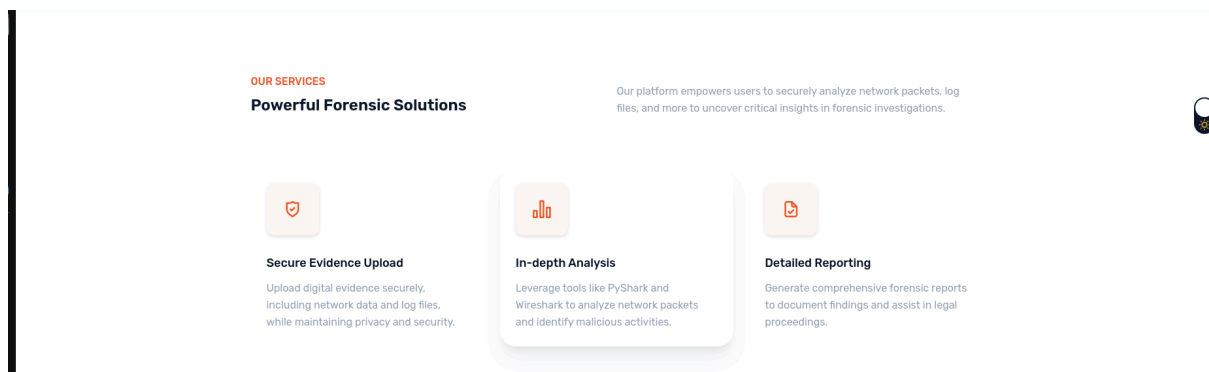 OUR SERVICES
Powerful Forensic Solutions
Our platform empowers users to securely analyze network packets, log
files, and more to uncover critical insights in forensic investigations.
Secure Evidence Upload
Upload digital evidence securely,
including network data and log files,
while maintaining privacy and security.
In-depth Analysis
Leverage tools like PyShark and
Wireshark to analyze network packets
and identify malicious activities.
Detailed Reporting
Generate comprehensive forensic reports
to document findings and assist in legal
proceedings.